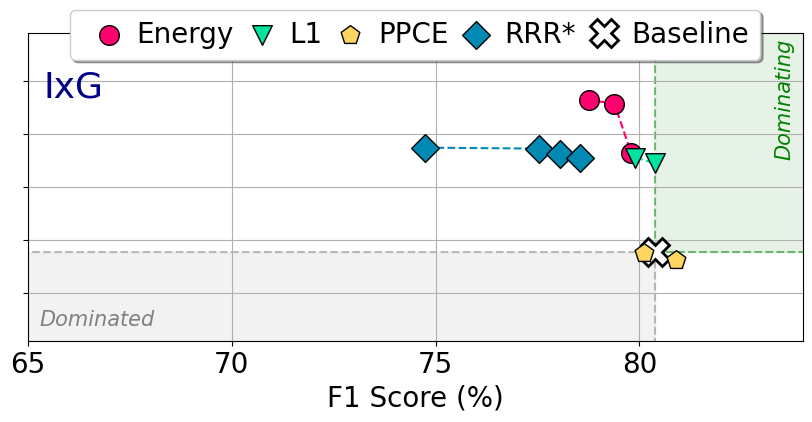 Energy L1 PPCE RRR* Baseline
IxG
Dominating
Dominated
65 70 75 80
F1 Score (%)